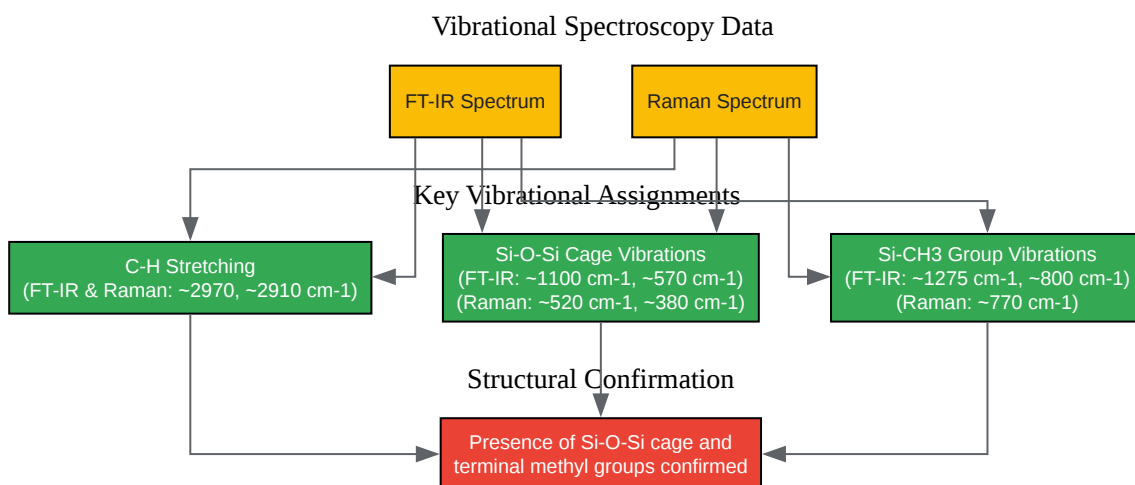 Vibrational Spectroscopy Data
FT-IR Spectrum
Raman Spectrum
Key Vibrational Assignments
C-H Stretching
(FT-IR & Raman: ~2970, ~2910 cm-1)
Si-O-Si Cage Vibrations
(FT-IR: ~1100 cm-1, ~570 cm-1)
(Raman: ~520 cm-1, ~380 cm-1)
Si-CH3 Group Vibrations
(FT-IR: ~1275 cm-1, ~800 cm-1)
(Raman: ~770 cm-1)
Structural Confirmation
Presence of Si-O-Si cage and
terminal methyl groups confirmed